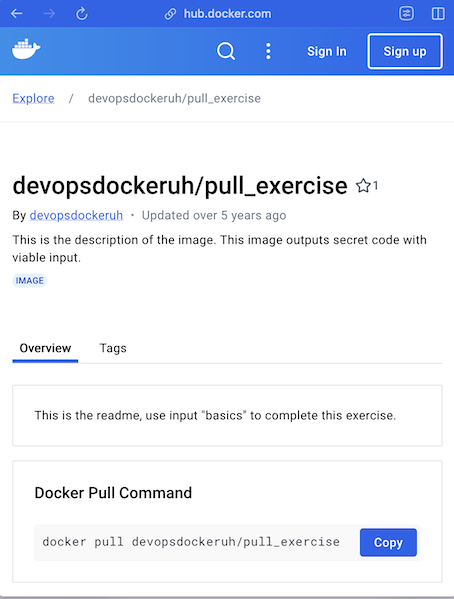 hub.docker.com
Sign In
Sign up
Explore / devopsdockeruh/pull_exercise
devopsdockeruh/pull_exercise 1
By devopsdockeruh · Updated over 5 years ago
This is the description of the image. This image outputs secret code with
viable input.
IMAGE
Overview Tags
This is the readme, use input "basics" to complete this exercise.
Docker Pull Command
docker pull devopsdockeruh/pull_exercise
Copy